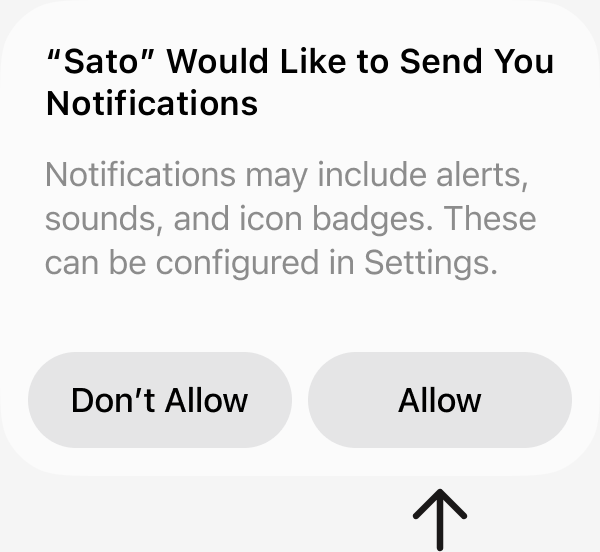 “Sato” Would Like to Send You
Notifications
Notifications may include alerts,
sounds, and icon badges. These
can be configured in Settings.
Don’t Allow
Allow